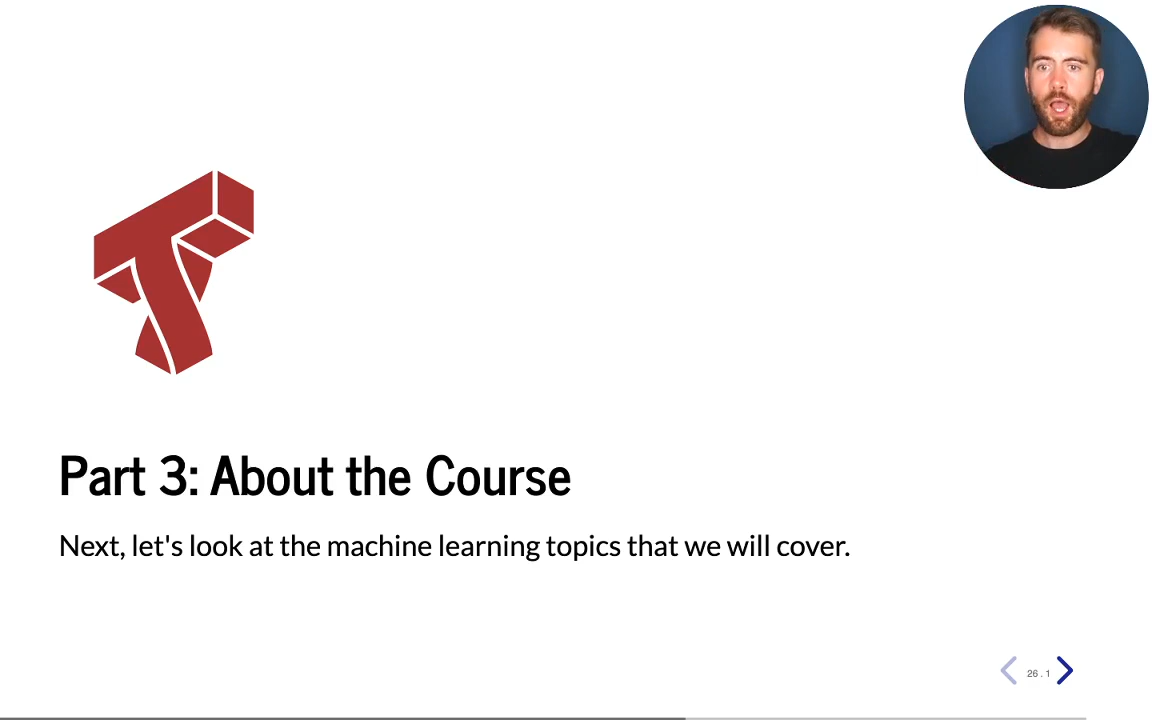 Part 3: About the Course
Next, let's look at the machine learning topics that we will cover.
26 . 1